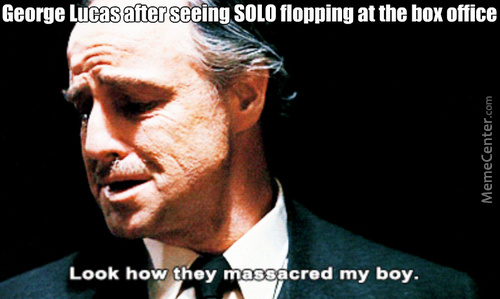 George Lucas after seeing SOLO flopping at the box office
MemeCenter.com
Look how they massacred my boy.